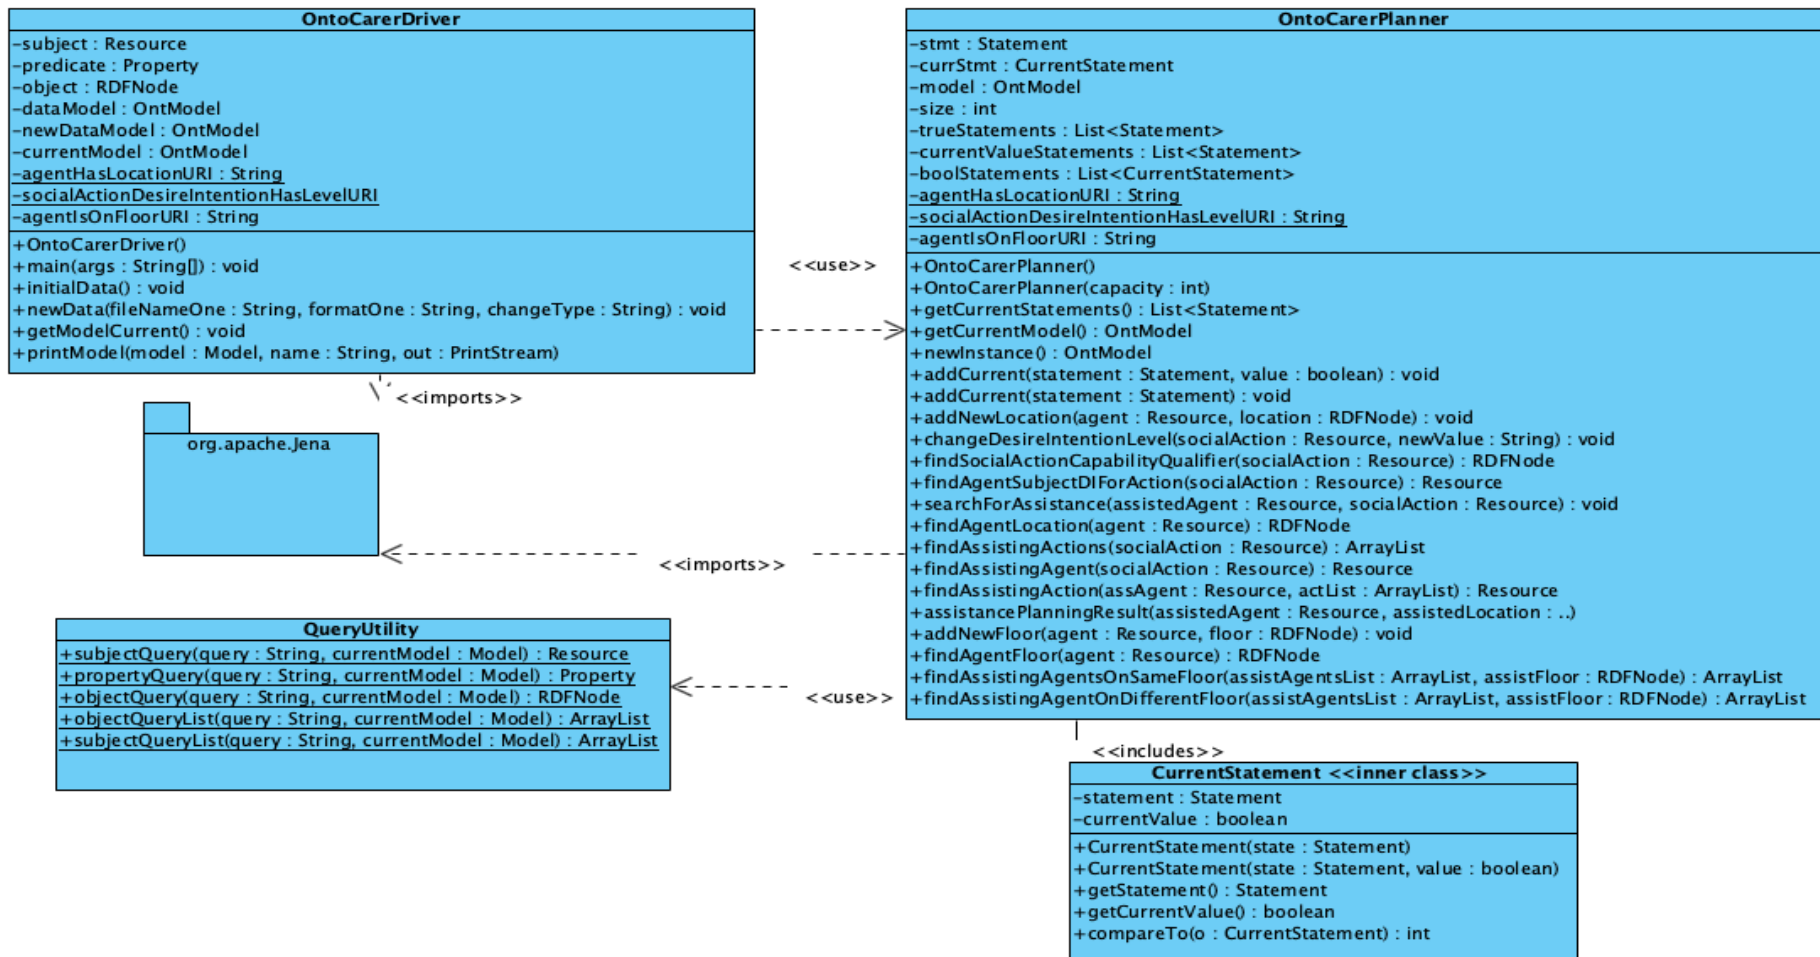 OntoCarerDriver
-subject : Resource
-predicate : Property
-object : RDFNode
-dataModel : OntModel
-newDataModel : OntModel
-currentModel : OntModel
-agentHasLocationURI : String
-socialActionDesireIntentionHasLevelURI
-agentIsOnFloorURI : String
+OntoCarerDriver()
+main(args : String[]) : void
+initialData() : void
+newData(fileNameOne : String, formatOne : String, changeType : String) : void
+getModelCurrent() : void
+printModel(model : Model, name : String, out : PrintStream)
<<use>>
<<imports>>
org.apache.Jena
<<imports>>
OntoCarerPlanner
-stmt : Statement
-currStmt : CurrentStatement
-model : OntModel
-size : int
-trueStatements : List<Statement>
-currentValueStatements : List<Statement>
-boolStatements : List<CurrentStatement>
-agentHasLocationURI : String
-socialActionDesireIntentionHasLevelURI : String
-agentIsOnFloorURI : String
+OntoCarerPlanner()
+OntoCarerPlanner(capacity : int)
+getCurrentStatements() : List<Statement>
+getCurrentModel() : OntModel
+newInstance() : OntModel
+addCurrent(statement : Statement, value : boolean) : void
+addCurrent(statement : Statement) : void
+addNewLocation(agent : Resource, location : RDFNode) : void
+changeDesireIntentionLevel(socialAction : Resource, newValue : String) : void
+findSocialActionCapabilityQualifier(socialAction : Resource) : RDFNode
+findAgentSubjectDIForAction(socialAction : Resource) : Resource
+searchForAssistance(assistedAgent : Resource, socialAction : Resource) : void
+findAgentLocation(agent : Resource) : RDFNode
+findAssistingActions(socialAction : Resource) : ArrayList
+findAssistingAgent(socialAction : Resource) : Resource
+findAssistingAction(assAgent : Resource, actList : ArrayList) : Resource
+assistancePlanningResult(assistedAgent : Resource, assistedLocation : ..)
+addNewFloor(agent : Resource, floor : RDFNode) : void
+findAgentFloor(agent : Resource) : RDFNode
+findAssistingAgentsOnSameFloor(assistAgentsList : ArrayList, assistFloor : RDFNode) : ArrayList
+findAssistingAgentOnDifferentFloor(assistAgentsList : ArrayList, assistFloor : RDFNode) : ArrayList
QueryUtility
+subjectQuery(query : String, currentModel : Model) : Resource
+propertyQuery(query : String, currentModel : Model) : Property
+objectQuery(query : String, currentModel : Model) : RDFNode
+objectQueryList(query : String, currentModel : Model) : ArrayList
+subjectQueryList(query : String, currentModel : Model) : ArrayList
<<use>>
<<includes>>
CurrentStatement <<inner class>>
-statement : Statement
-currentValue : boolean
+CurrentStatement(state : Statement)
+CurrentStatement(state : Statement, value : boolean)
+getStatement() : Statement
+getCurrentValue() : boolean
+compareTo(o : CurrentStatement) : int